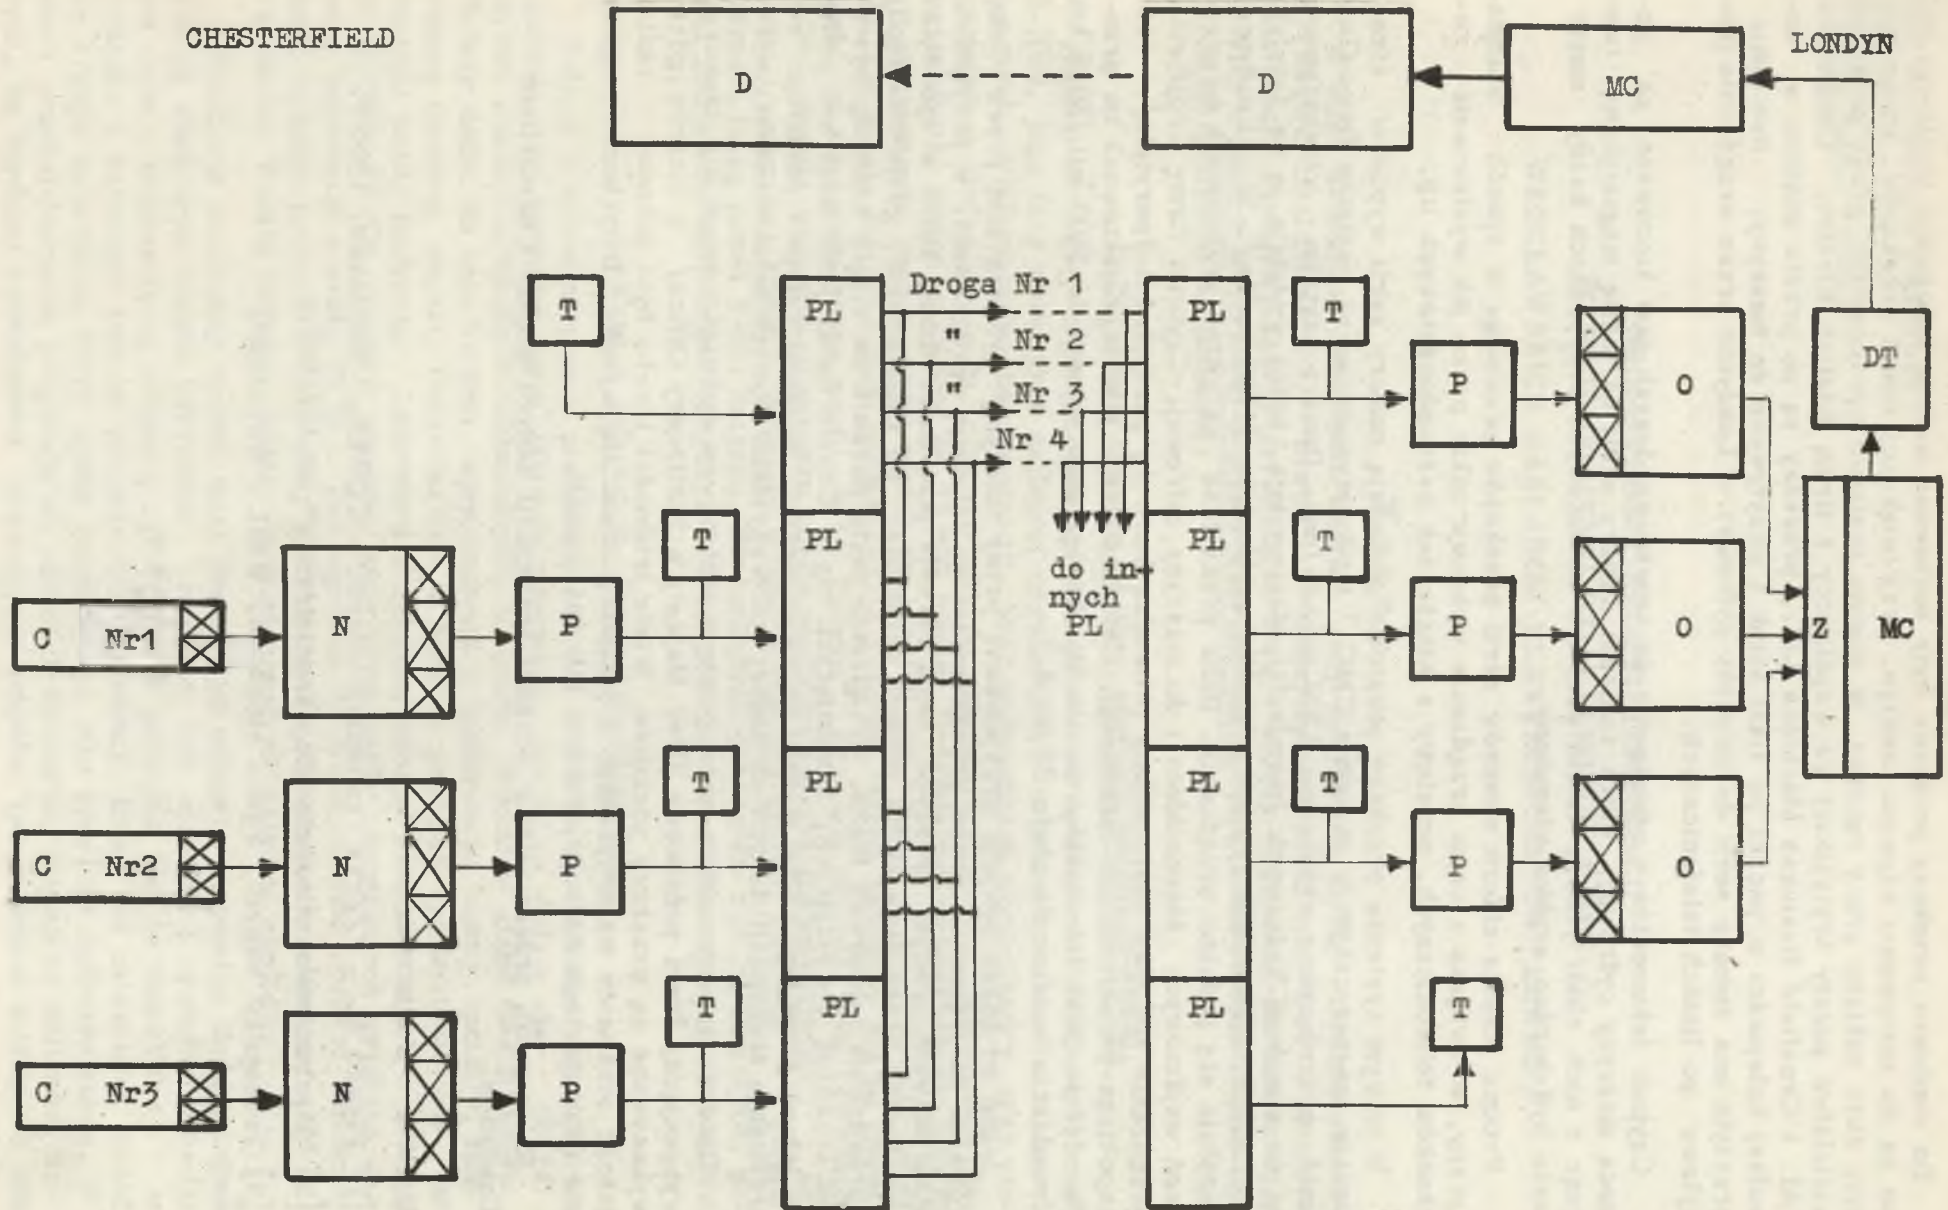 CHESTERFIELD
LONDYN
D
D
MC
T
PL
Droga Nr 1
" Nr 2
" Nr 3
Nr 4
PL
T
P
O
DT
T
PL
do in-
nych
PL
PL
T
P
O
Z
MC
C Nr1
N
P
T
PL
PL
T
P
O
C Nr2
N
P
T
PL
PL
T
C Nr3
N
P